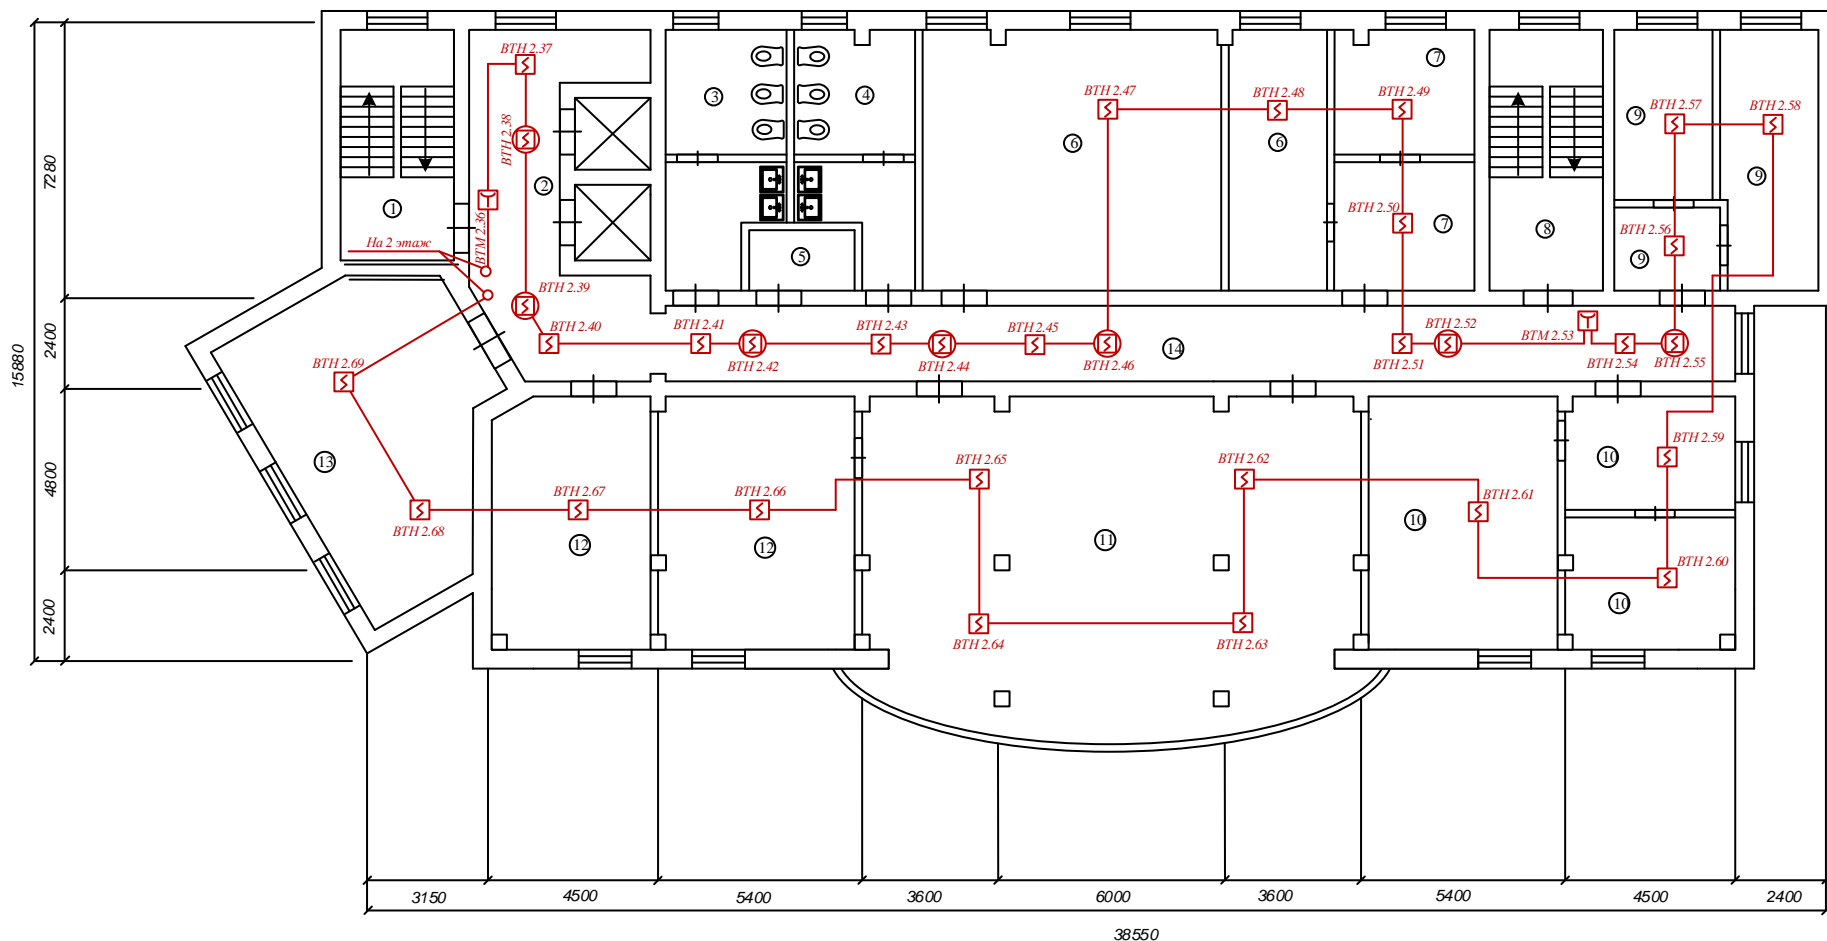 ВТН 2.37
ВТН 2.38
ВТМ 2.36
На 2 этаж
ВТН 2.39
ВТН 2.40
ВТН 2.41
ВТН 2.42
ВТН 2.43
ВТН 2.44
ВТН 2.45
ВТН 2.46
ВТН 2.47
ВТН 2.48
ВТН 2.49
ВТН 2.50
ВТН 2.51
ВТН 2.52
ВТМ 2.53
ВТН 2.54
ВТН 2.55
ВТН 2.56
ВТН 2.57
ВТН 2.58
ВТН 2.59
ВТН 2.60
ВТН 2.61
ВТН 2.62
ВТН 2.63
ВТН 2.64
ВТН 2.65
ВТН 2.66
ВТН 2.67
ВТН 2.68
ВТН 2.69
1
2
3
4
5
6
6
7
7
8
9
9
9
10
10
10
11
12
12
13
14
15880
7280
2400
4800
2400
3150
4500
5400
3600
6000
3600
5400
4500
2400
38550